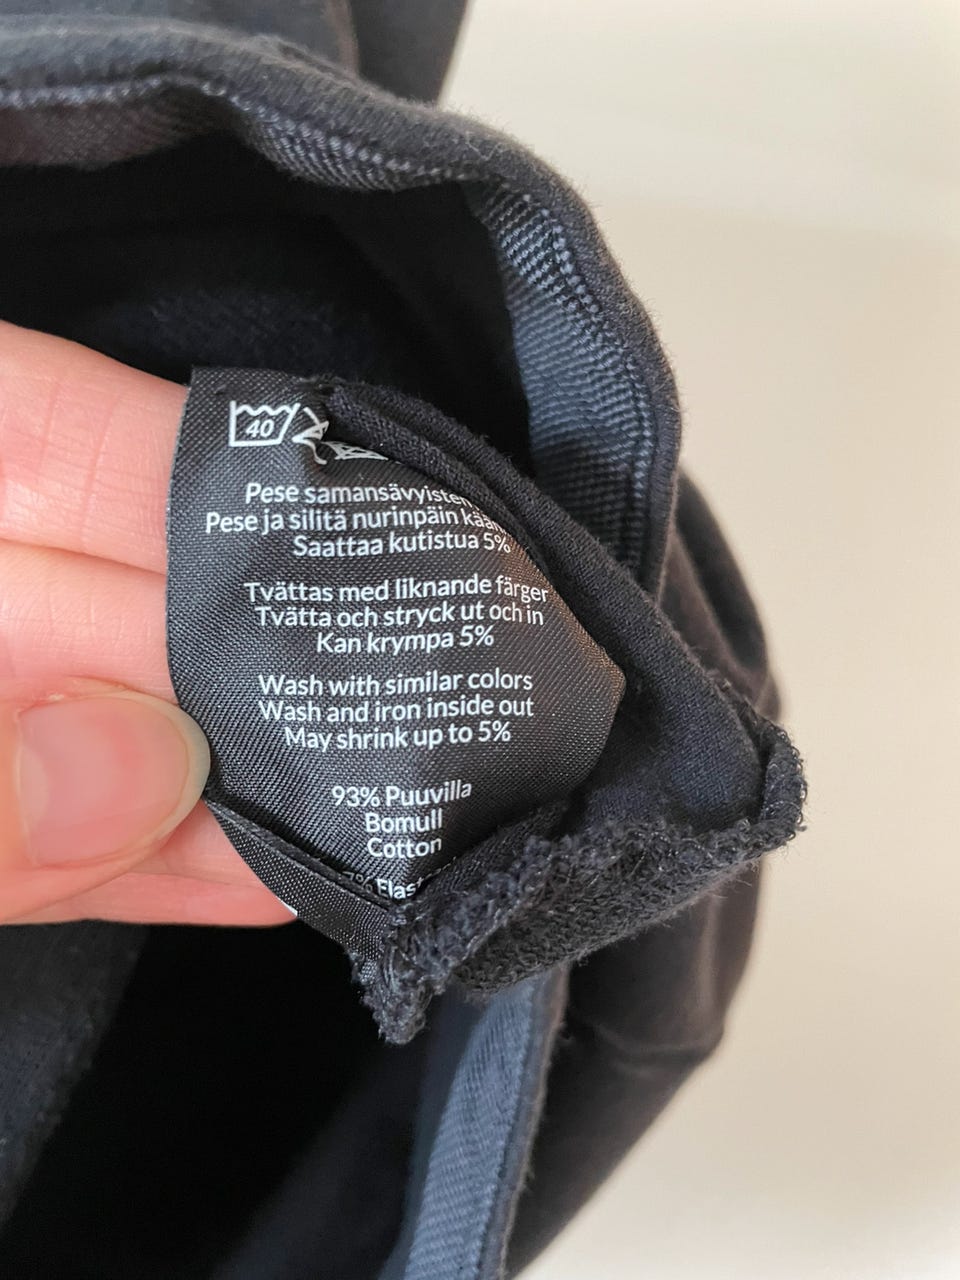 40
Pese samansävyisten
Pese ja silitä nurinpäin
Saattaa kutistua 5%
Tvättas med liknande färger
Tvätta och stryck ut och in
Kan krympa 5%
Wash with similar colors
Wash and iron inside out
May shrink up to 5%
93% Puuvilla
Bomull
Cotton
7%